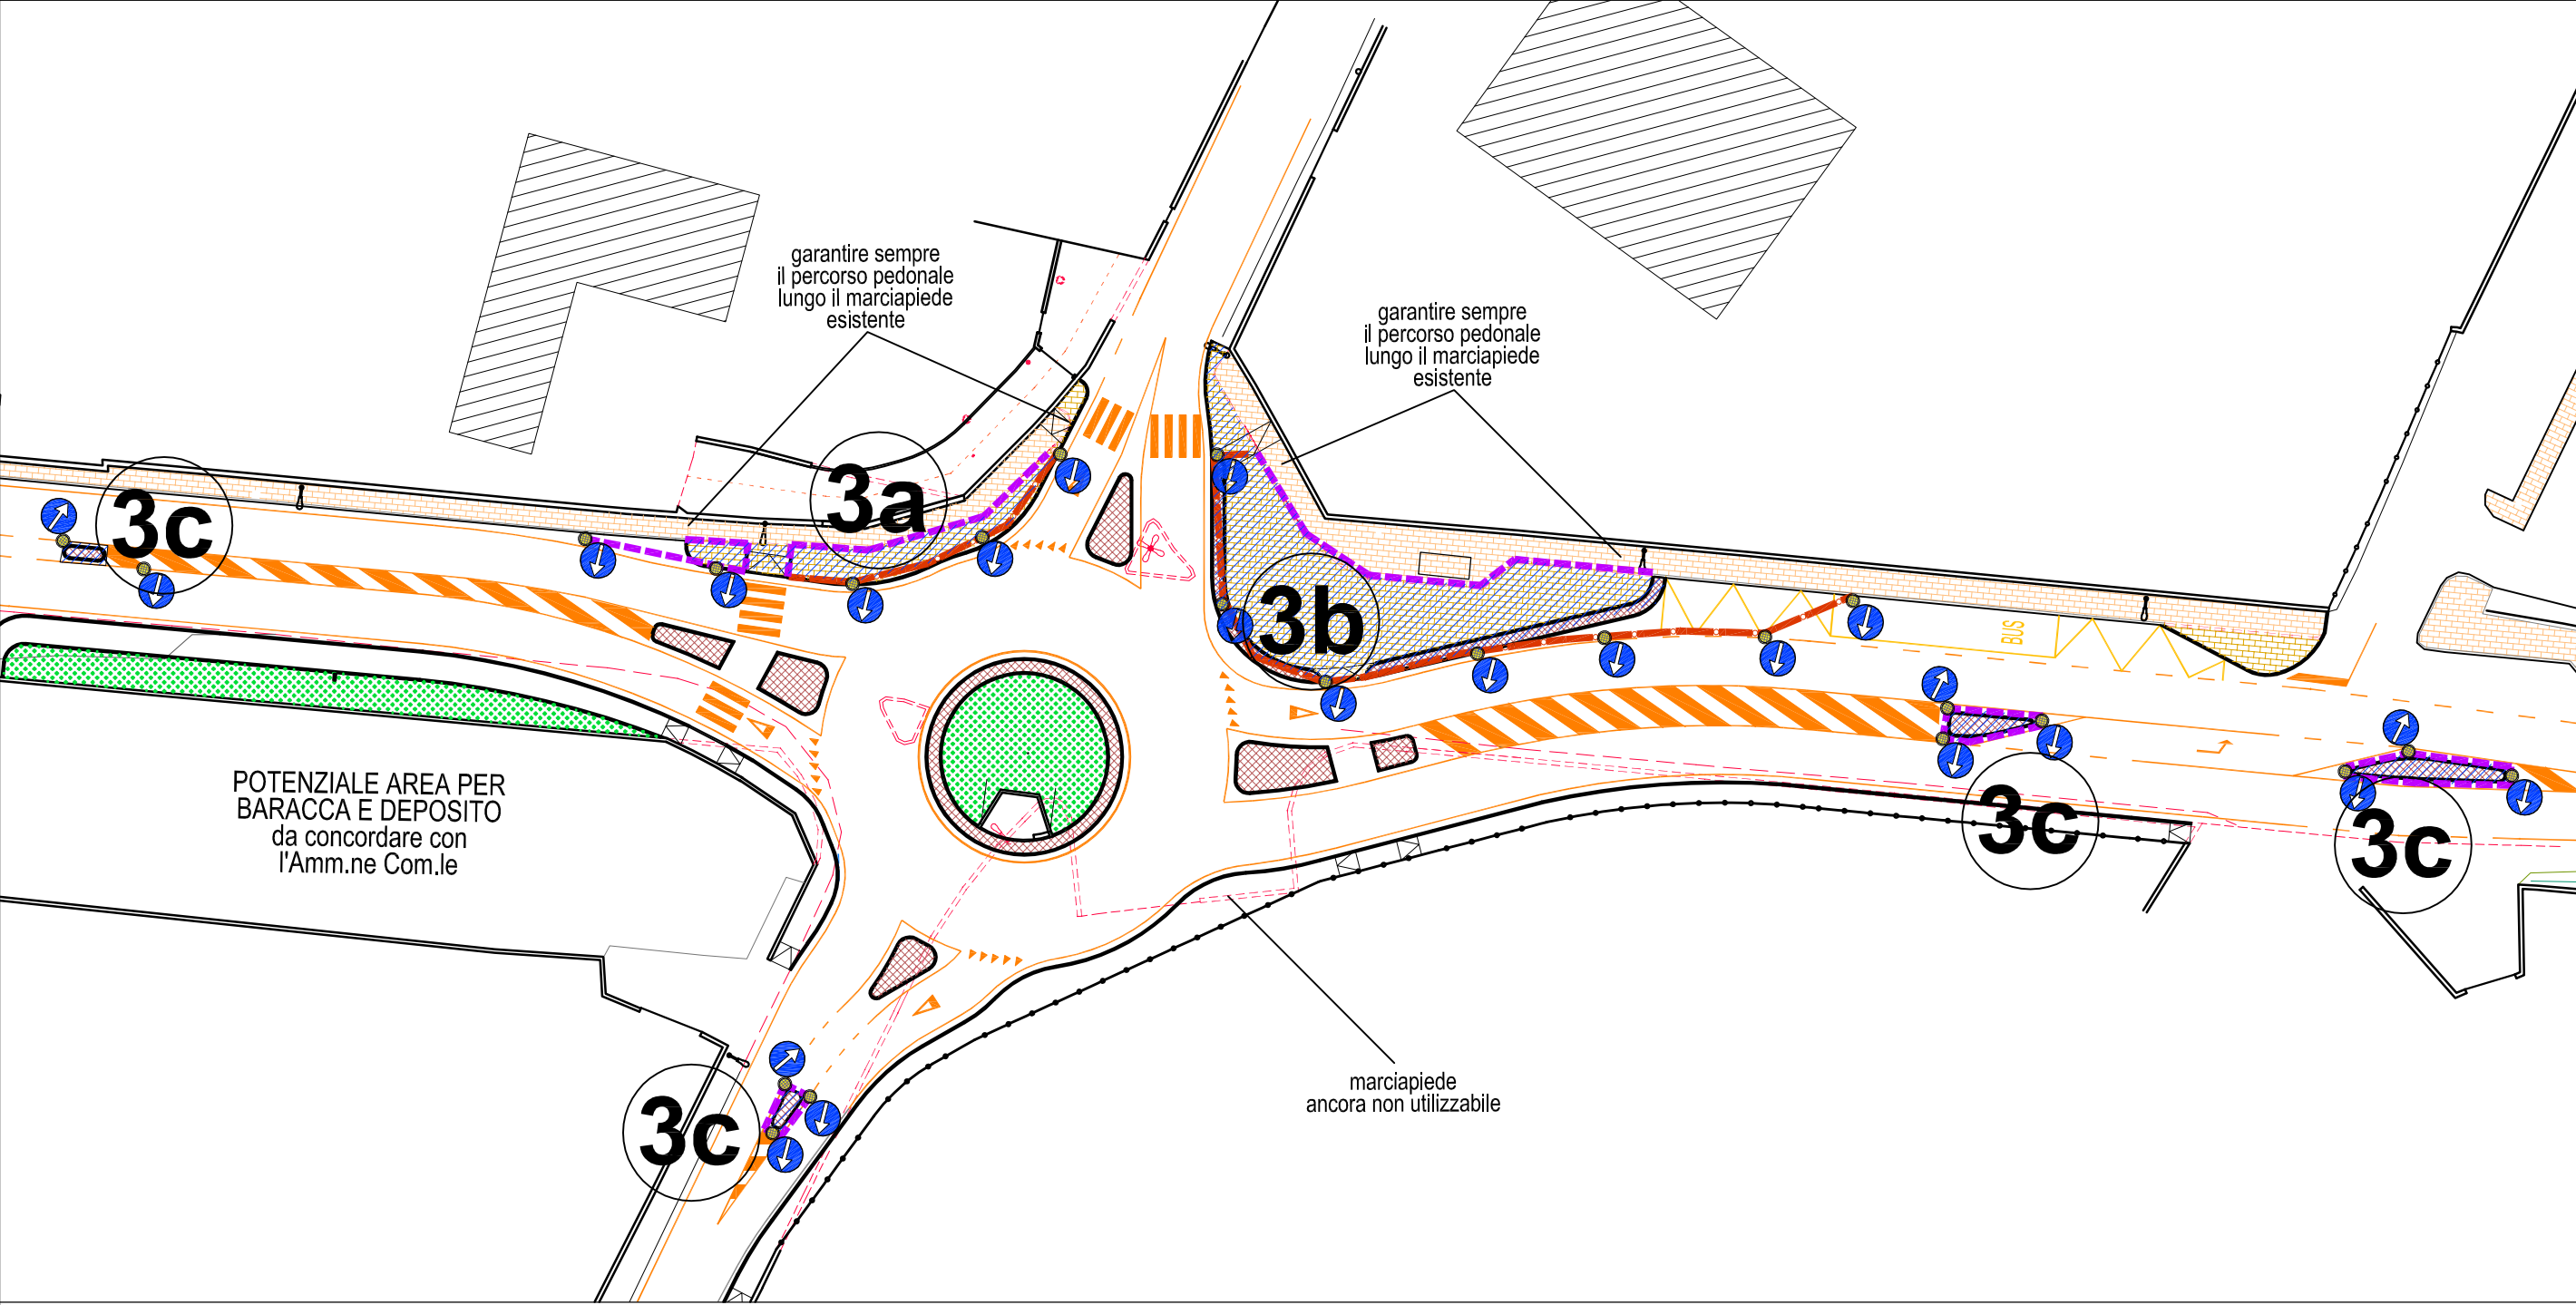 garantire sempre
il percorso pedonale
lungo il marciapiede
esistente
garantire sempre
il percorso pedonale
lungo il marciapiede
esistente
3c
3a
3b
BUS
POTENZIALE AREA PER
BARACCA E DEPOSITO
da concordare con
l'Amm.ne Com.le
3c
3c
3c
marciapiede
ancora non utilizzabile